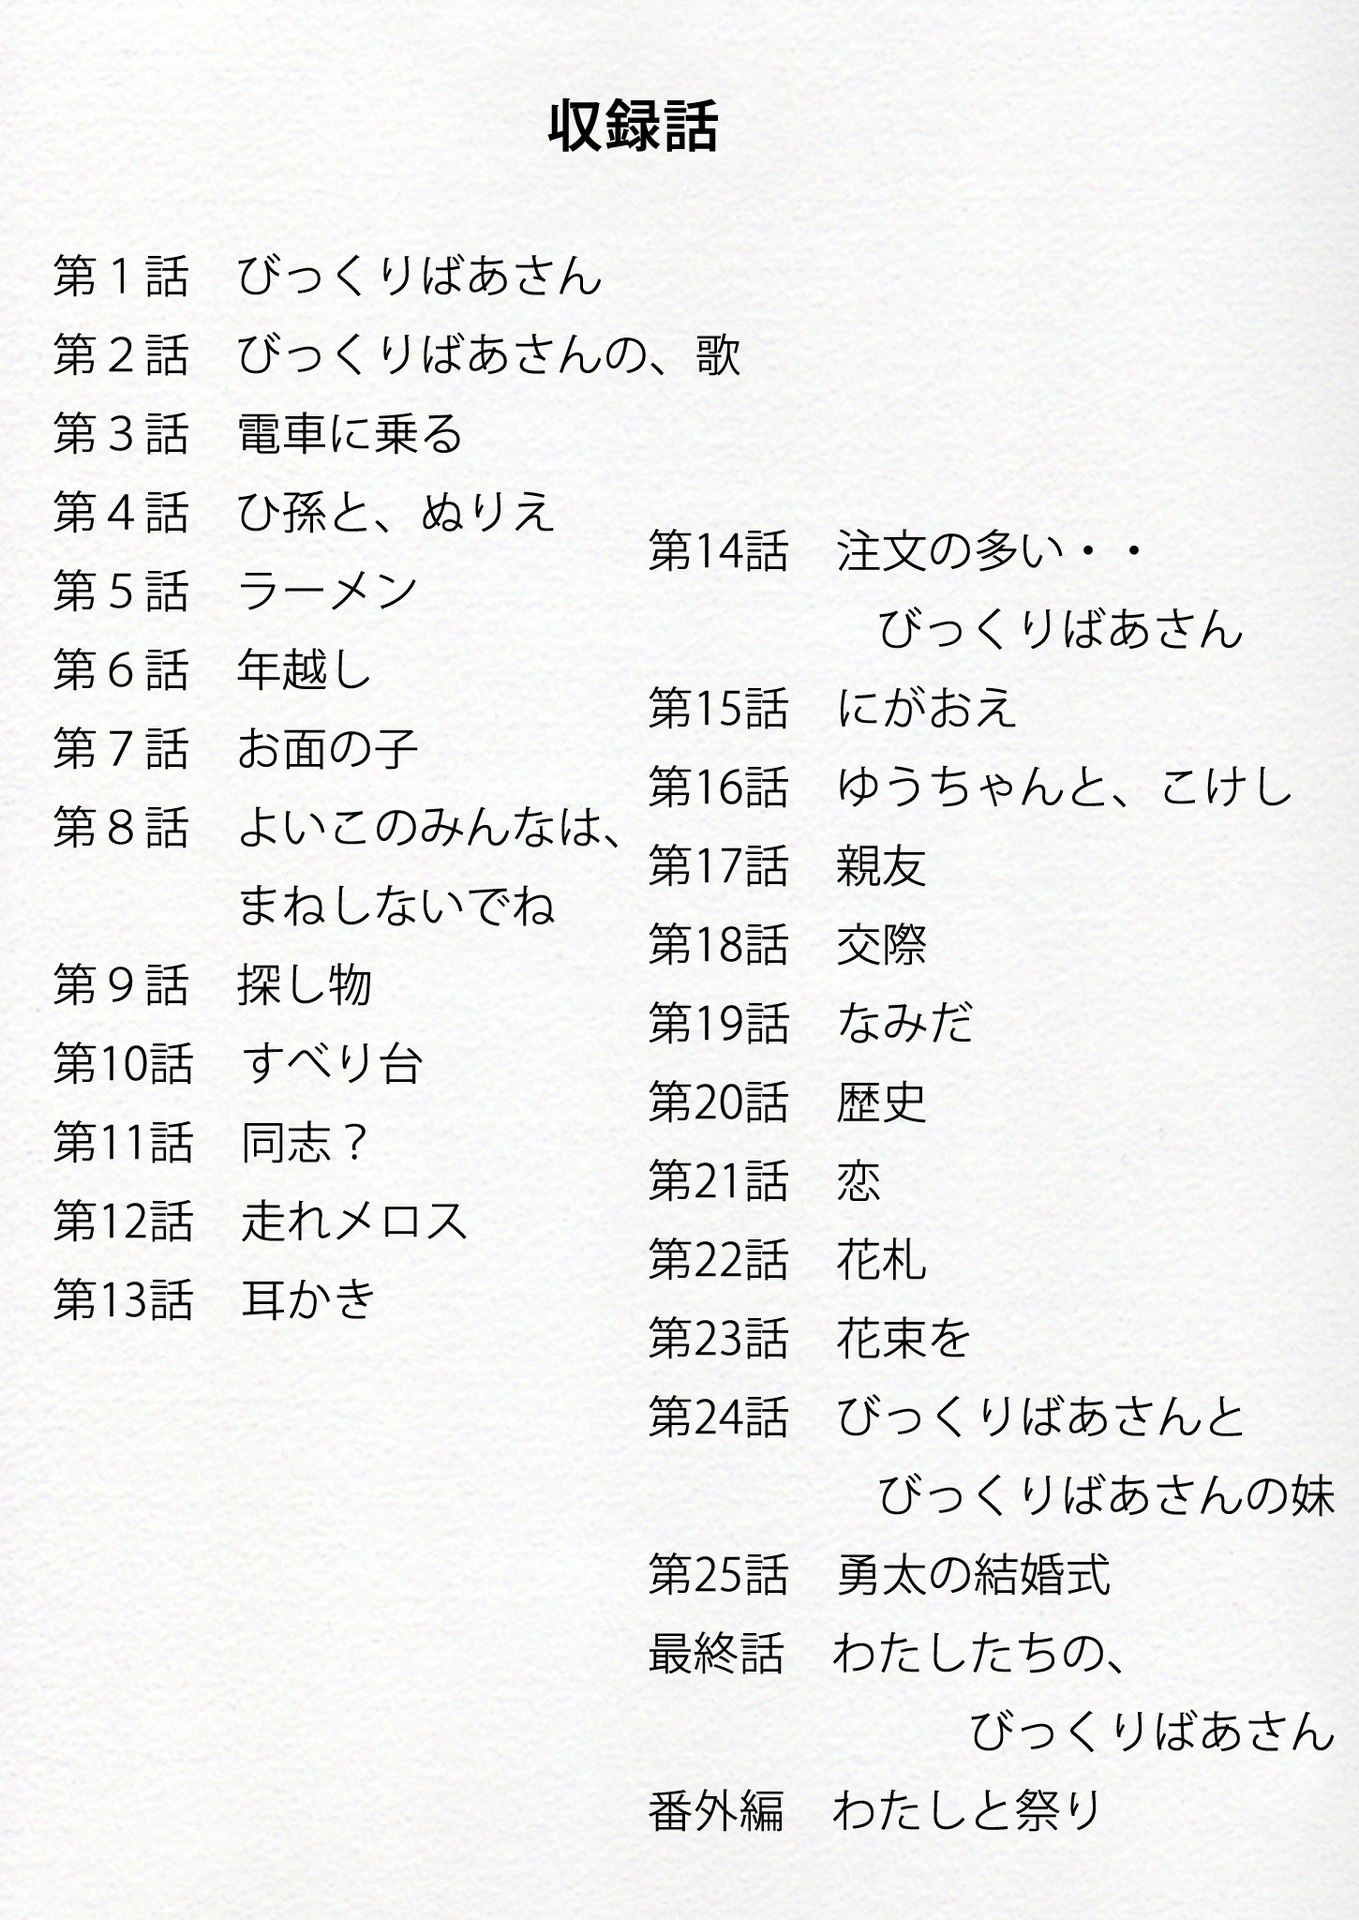 収録話
第１話　びっくりばあさん
第２話　びっくりばあさんの、歌
第３話　電車に乗る
第４話　ひ孫と、ぬりえ
第５話　ラーメン
第６話　年越し
第７話　お面の子
第８話　よいこのみんなは、
まねしないでね
第９話　探し物
第10話　すべり台
第11話　同志？
第12話　走れメロス
第13話　耳かき
第14話　注文の多い・・
びっくりばあさん
第15話　にがおえ
第16話　ゆうちゃんと、こけし
第17話　親友
第18話　交際
第19話　なみだ
第20話　歴史
第21話　恋
第22話　花札
第23話　花束を
第24話　びっくりばあさんと
びっくりばあさんの妹
第25話　勇太の結婚式
最終話　わたしたちの、
びっくりばあさん
番外編　わたしと祭り